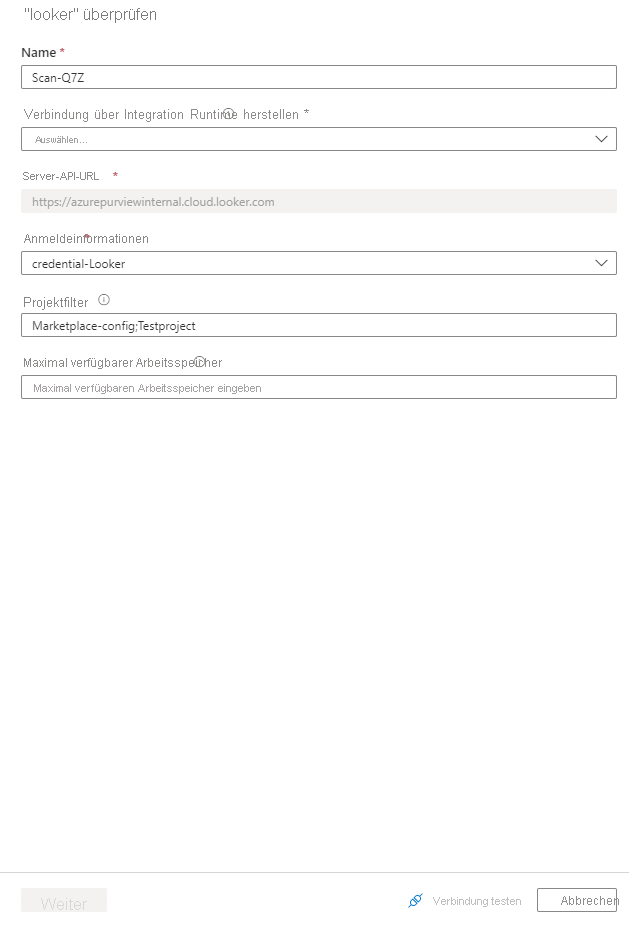 "looker" überprüfen
Name *
Scan-Q7Z
Verbindung über Integration Runtime herstellen *
Auswählen...
Server-API-URL *
https://azurepurviewinternal.cloud.looker.com
Anmeldeinformationen *
credential-Looker
Projektfilter
Marketplace-config;Testproject
Maximal verfügbarer Arbeitsspeicher
Maximal verfügbaren Arbeitsspeicher eingeben
Weiter
Verbindung testen
Abbrechen